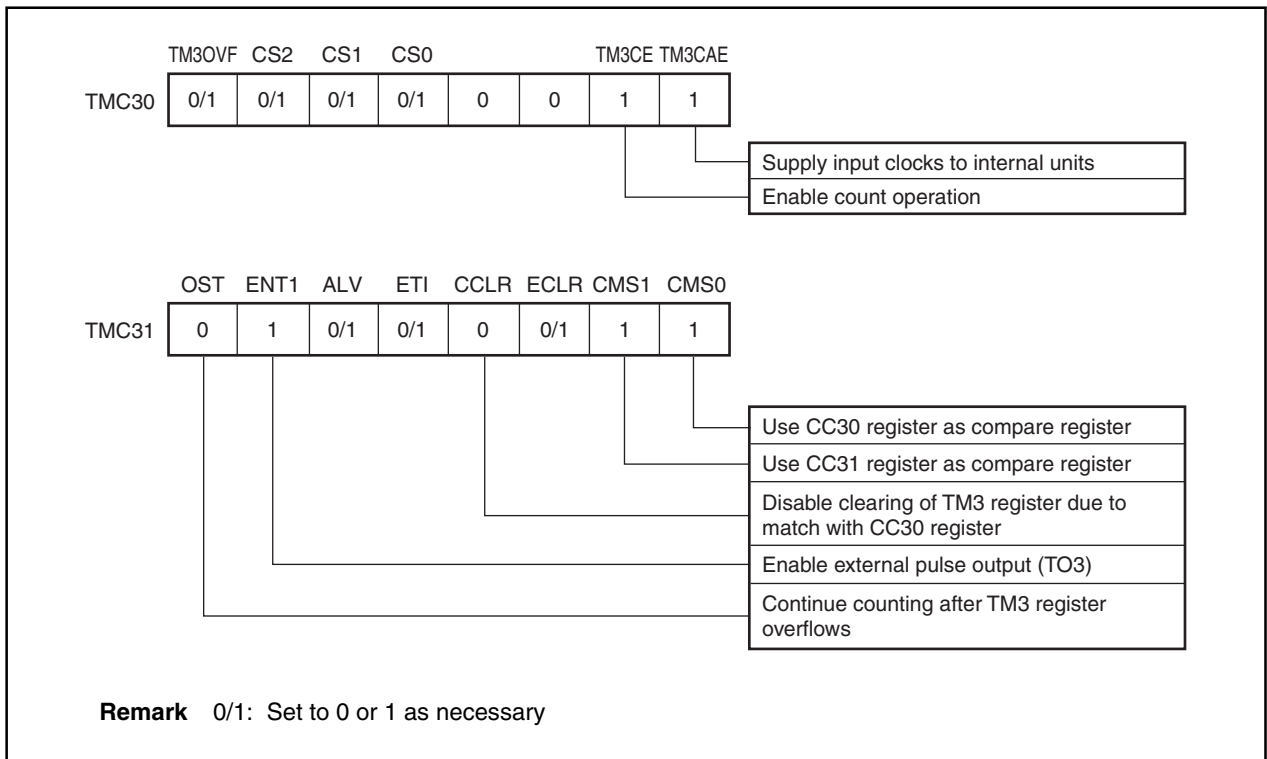 TM3OVF CS2 CS1 CS0 TM3CE TM3CAE
TMC30 0/1 0/1 0/1 0/1 0 0 1 1
Supply input clocks to internal units
Enable count operation
OST ENT1 ALV ETI CCLR ECLR CMS1 CMS0
TMC31 0 1 0/1 0/1 0 0/1 1 1
Use CC30 register as compare register
Use CC31 register as compare register
Disable clearing of TM3 register due to
match with CC30 register
Enable external pulse output (TO3)
Continue counting after TM3 register
overflows
Remark 0/1: Set to 0 or 1 as necessary